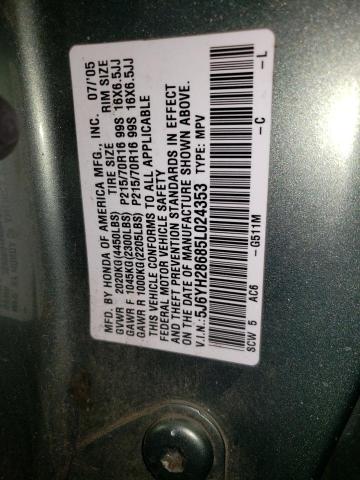 MFD. BY HONDA OF AMERICA MFG., INC. 07/'05
TIRE SIZE RIM SIZE
GVWR 2020KG(4450LBS)
GAWR F 1045KG(2300LBS) P215/70R16 99S 16X6.5JJ
GAWR R 1000KG(2205LBS) P215/70R16 99S 16X6.5JJ
THIS VEHICLE CONFORMS TO ALL APPLICABLE
FEDERAL MOTOR VEHICLE SAFETY
AND THEFT PREVENTION STANDARDS IN EFFECT
ON THE DATE OF MANUFACTURE SHOWN ABOVE.
V.I.N.: 5J6YH28685L024353 TYPE: MPV
SCW 5 AC6 -G511M -C -L